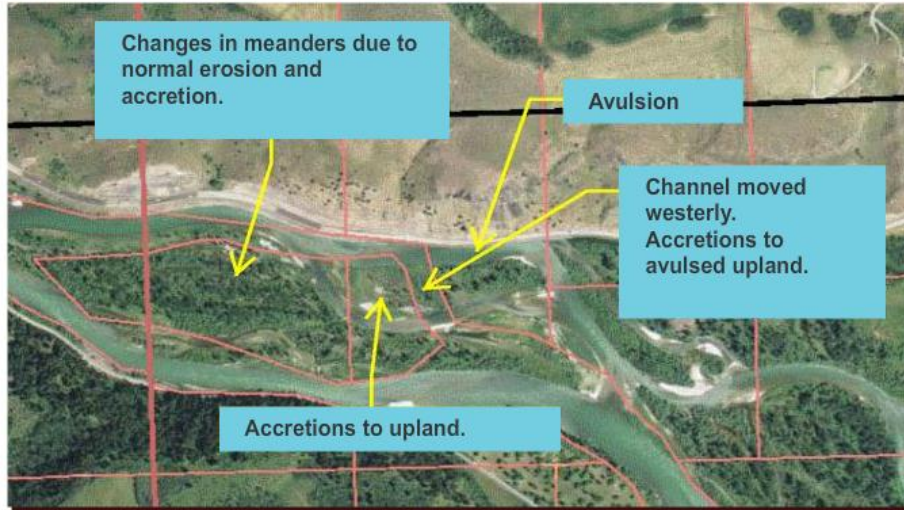 Changes in meanders due to
normal erosion and
accretion.
Avulsion
Channel moved
westerly.
Accretions to
avulsed upland.
Accretions to upland.